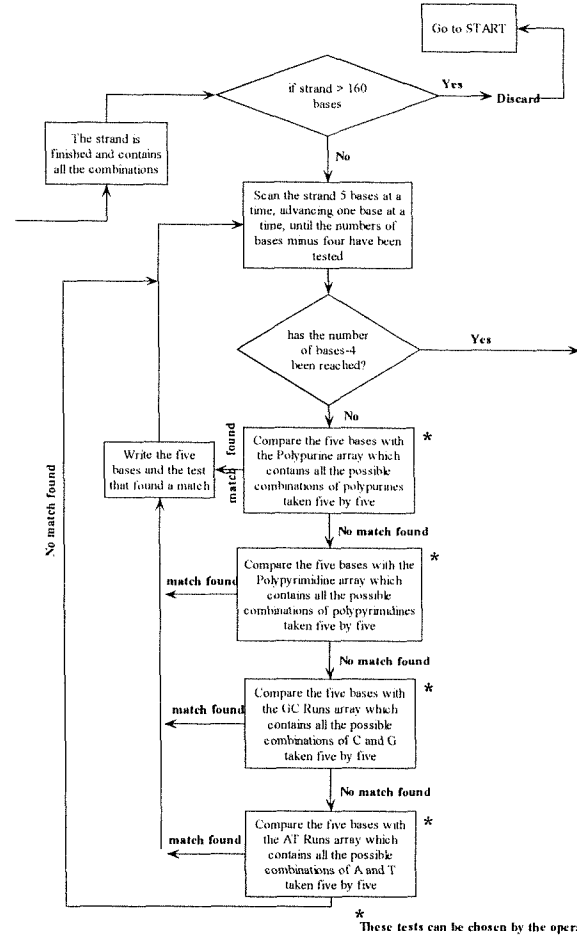 Go to START
if strand > 160
bases
Yes
Discard
The strand is
finished and contains
all the combinations
No
Scan the strand 5 bases at a
time, advancing one base at a
time, until the numbers of
bases minus four have been
tested
has the number
of bases-4
been reached?
Yes
No
Compare the five bases with
the Polypurine array which
contains all the possible
combinations of polypurines
taken five by five
*
match found
Write the five
bases and the test
that found a match
No match found
No match found
Compare the five bases with the
Polypyrimidine array which
contains all the possible
combinations of polypyrimidines
taken five by five
*
match found
No match found
Compare the five bases with
the GC Runs array which
contains all the possible
combinations of C and G
taken five by five
*
match found
No match found
Compare the five bases with
the AT Runs array which
contains all the possible
combinations of A and T
taken five by five
*
match found
*
These tests can be chosen by the opera